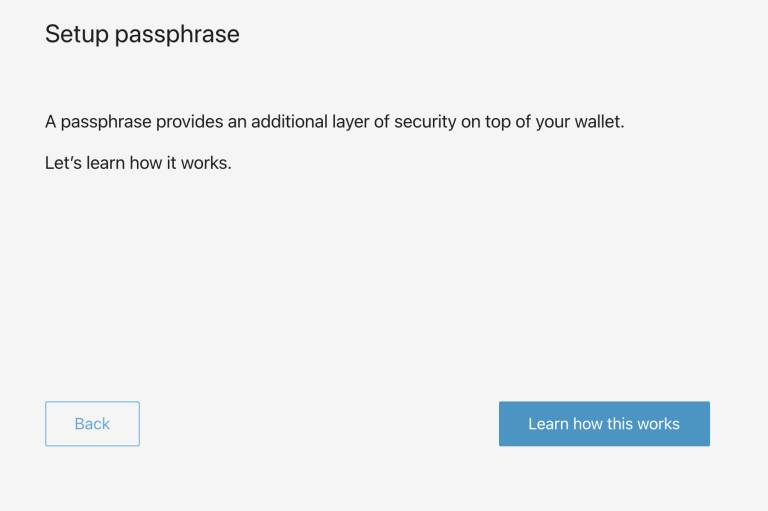 Setup passphrase
A passphrase provides an additional layer of security on top of your wallet.
Let’s learn how it works.
Back
Learn how this works